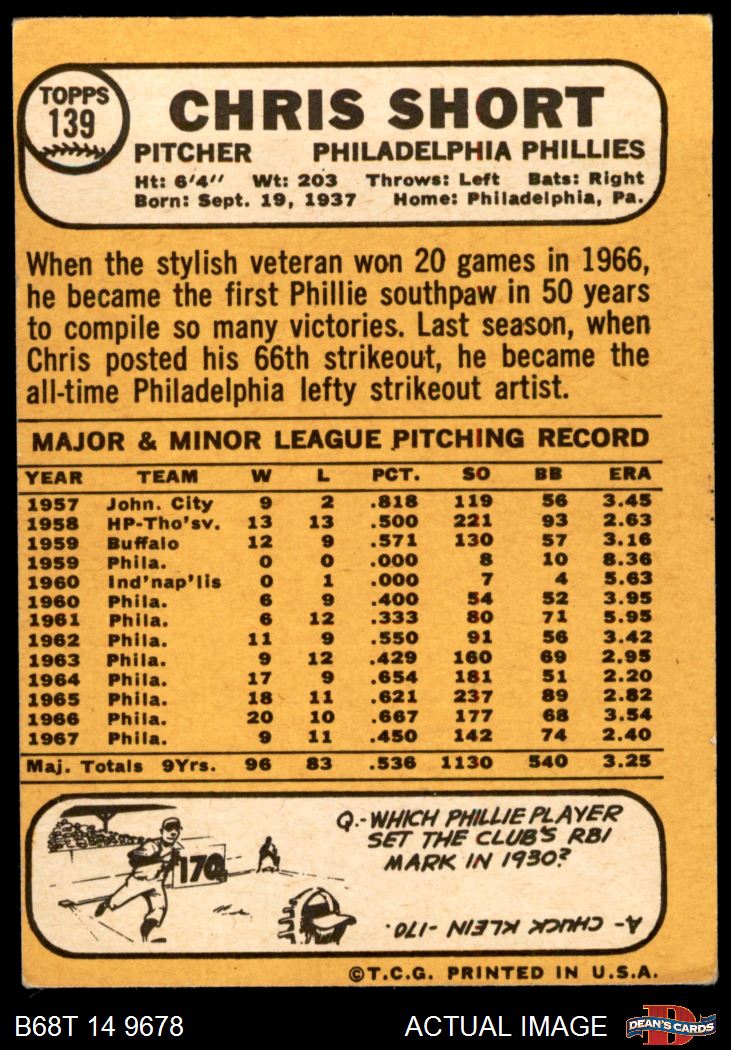 TOPPS
139
CHRIS SHORT
PITCHER PHILADELPHIA PHILLIES
Ht: 6'4" Wt: 203 Throws: Left Bats: Right
Born: Sept. 19, 1937 Home: Philadelphia, Pa.
When the stylish veteran won 20 games in 1966,
he became the first Phillie southpaw in 50 years
to compile so many victories. Last season, when
Chris posted his 66th strikeout, he became the
all-time Philadelphia lefty strikeout artist.
MAJOR & MINOR LEAGUE PITCHING RECORD
YEAR TEAM W L PCT. SO BB ERA
1957 John. City 9 2 .818 119 56 3.45
1958 HP-Tho'sv. 13 13 .500 221 93 2.63
1959 Buffalo 12 9 .571 130 57 3.16
1959 Phila. 0 0 .000 8 10 8.36
1960 Ind'nap'lis 0 1 .000 7 4 5.63
1960 Phila. 6 9 .400 54 52 3.95
1961 Phila. 6 12 .333 80 71 5.95
1962 Phila. 11 9 .550 91 56 3.42
1963 Phila. 9 12 .429 160 69 2.95
1964 Phila. 17 9 .654 181 51 2.20
1965 Phila. 18 11 .621 237 89 2.82
1966 Phila. 20 10 .667 177 68 3.54
1967 Phila. 9 11 .450 142 74 2.40
Maj. Totals 9Yrs. 96 83 .536 1130 540 3.25
170
Q.-WHICH PHILLIE PLAYER
SET THE CLUB'S RBI
MARK IN 1930?
A- CHUCK KLEIN -170.
©T.C.G. PRINTED IN U.S.A.
B68T 14 9678 ACTUAL IMAGE
D
DEAN'S CARDS